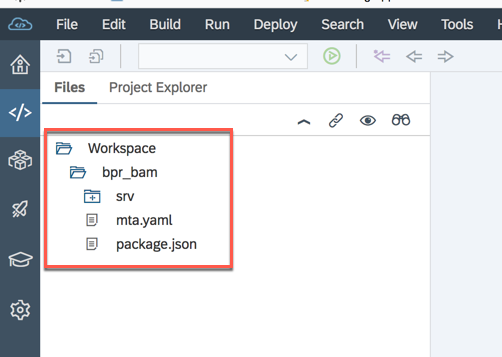 File Edit Build Run Deploy Search View Tools
Files Project Explorer
Workspace
bpr_bam
srv
mta.yaml
package.json